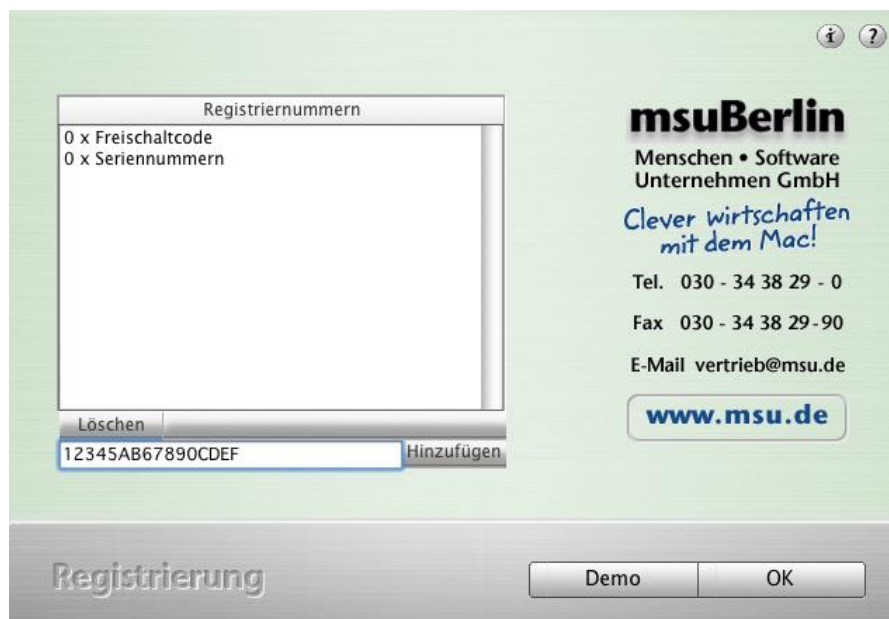 i ?
Registriernummern
0 x Freischaltcode
0 x Seriennummern
Löschen
12345AB67890CDEF
Hinzufügen
msuBerlin
Menschen • Software
Unternehmen GmbH
Clever wirtschaften
mit dem Mac!
Tel. 030 - 34 38 29 - 0
Fax 030 - 34 38 29-90
E-Mail vertrieb@msu.de
www.msu.de
Registrierung
Demo
OK